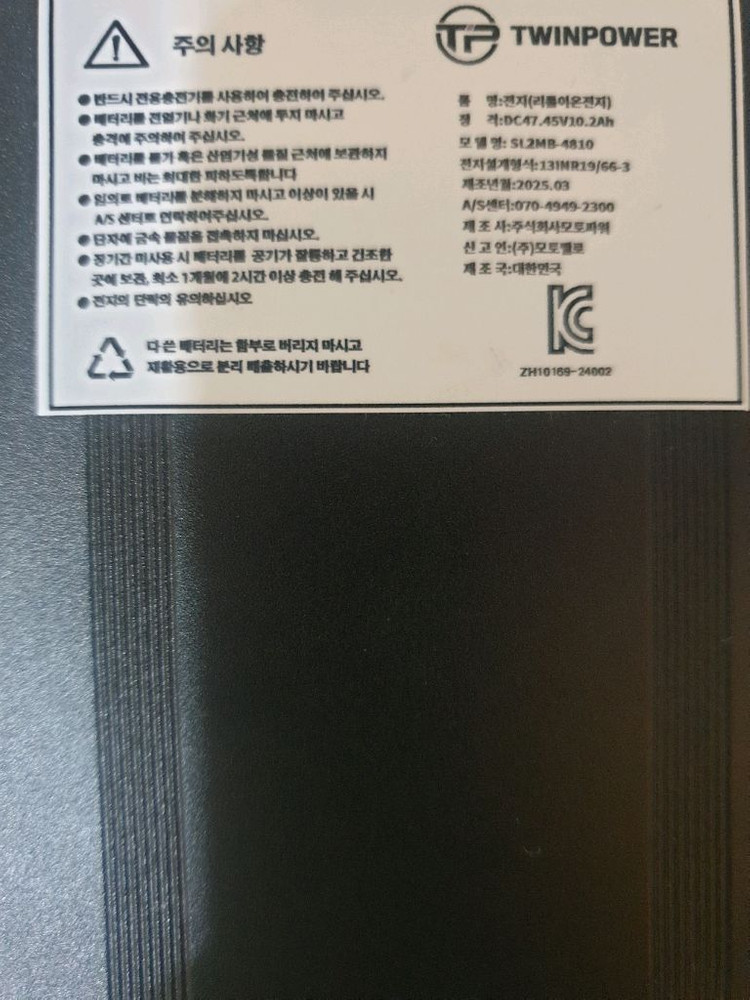 주의 사항
● 반드시 전용충전기를 사용하여 충전하여 주십시오.
● 배터리를 전열기나 화기 근처에 두지 마시고
충격에 주의하여 주십시오.
● 배터리를 물가 혹은 산염기성 물질 근처에 보관하지
마시고 비는 최대한 피하도록합니다
● 임의로 배터리를 분해하지 마시고 이상이 있을 시
A/S 센터로 연락하여주십시오.
● 단자에 금속 물질을 접촉하지 마십시오.
● 장기간 미사용 시 배터리를 공기가 잘통하고 건조한
곳에 보관, 최소 1개월에 2시간 이상 충전 해 주십시오.
● 전지의 단락의 유의하십시오
다 쓴 배터리는 함부로 버리지 마시고
재활용으로 분리 배출하시기 바랍니다
TP TWINPOWER
품 명:전지(리튬이온전지)
정 격:DC47.45V10.2Ah
모 델 명: SL2MB-4810
전지설계형식:13INR19/66-3
제조년월:2025.03
A/S센터:070-4949-2300
제 조 사:주식회사모토파워
신 고 인:(주)모토벨로
제 조 국:대한민국
KC
ZH10169-24002